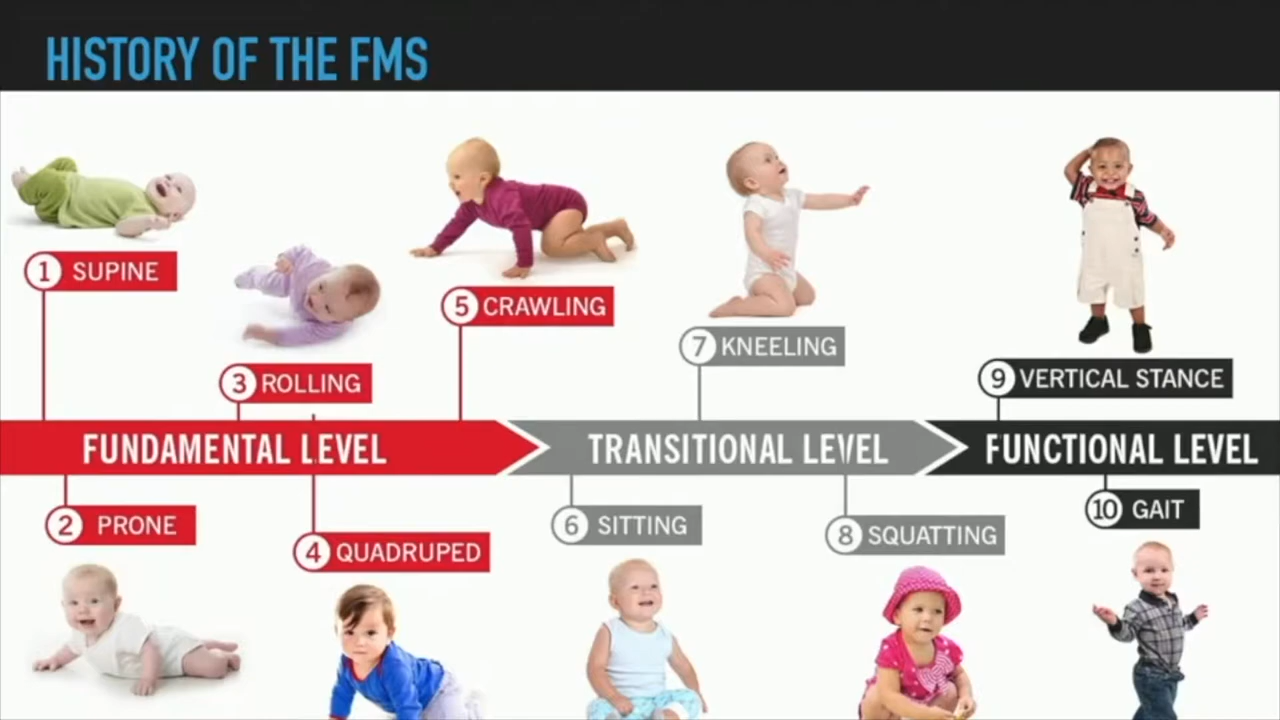 HISTORY OF THE FMS
1 SUPINE
3 ROLLING
5 CRAWLING
7 KNEELING
9 VERTICAL STANCE
FUNDAMENTAL LEVEL
TRANSITIONAL LEVEL
FUNCTIONAL LEVEL
2 PRONE
4 QUADRUPED
6 SITTING
8 SQUATTING
10 GAIT